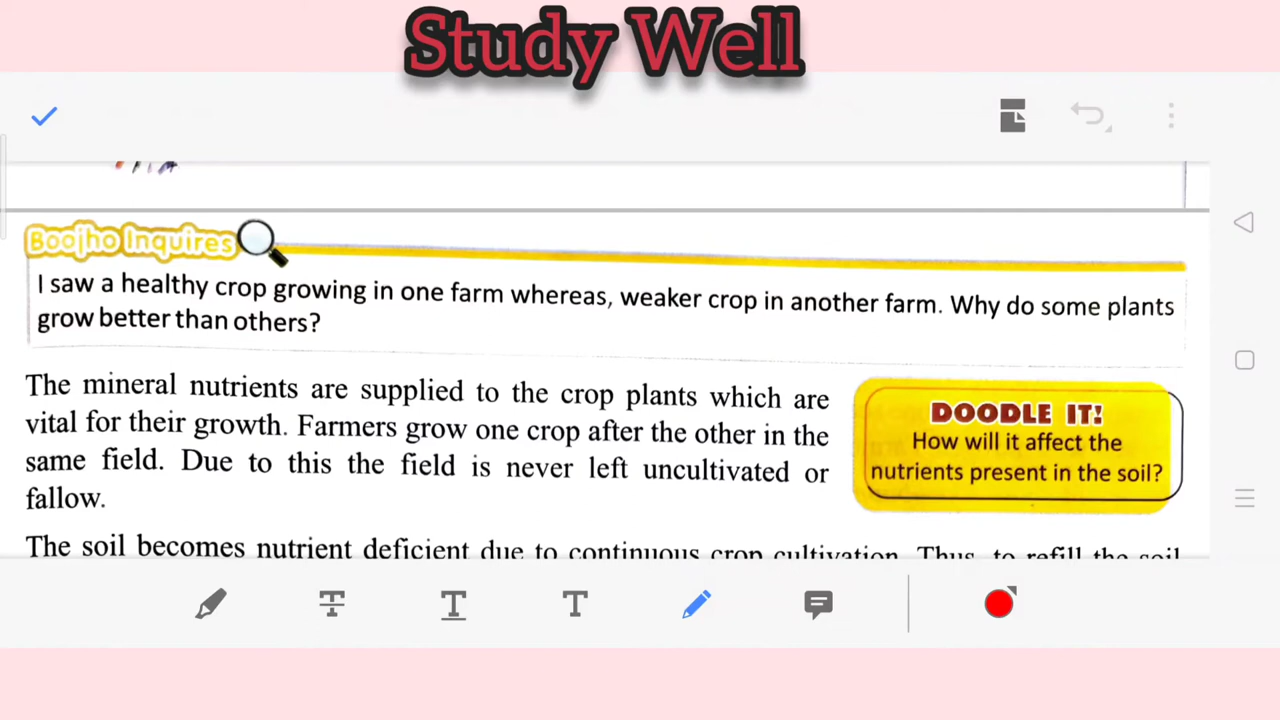 Study Well
Boojho Inquires
I saw a healthy crop growing in one farm whereas, weaker crop in another farm. Why do some plants
grow better than others?
The mineral nutrients are supplied to the crop plants which are
vital for their growth. Farmers grow one crop after the other in the
same field. Due to this the field is never left uncultivated or
fallow.
DOODLE IT!
How will it affect the
nutrients present in the soil?
The soil becomes nutrient deficient due to continuous crop cultivation. Thus, to refill the soil